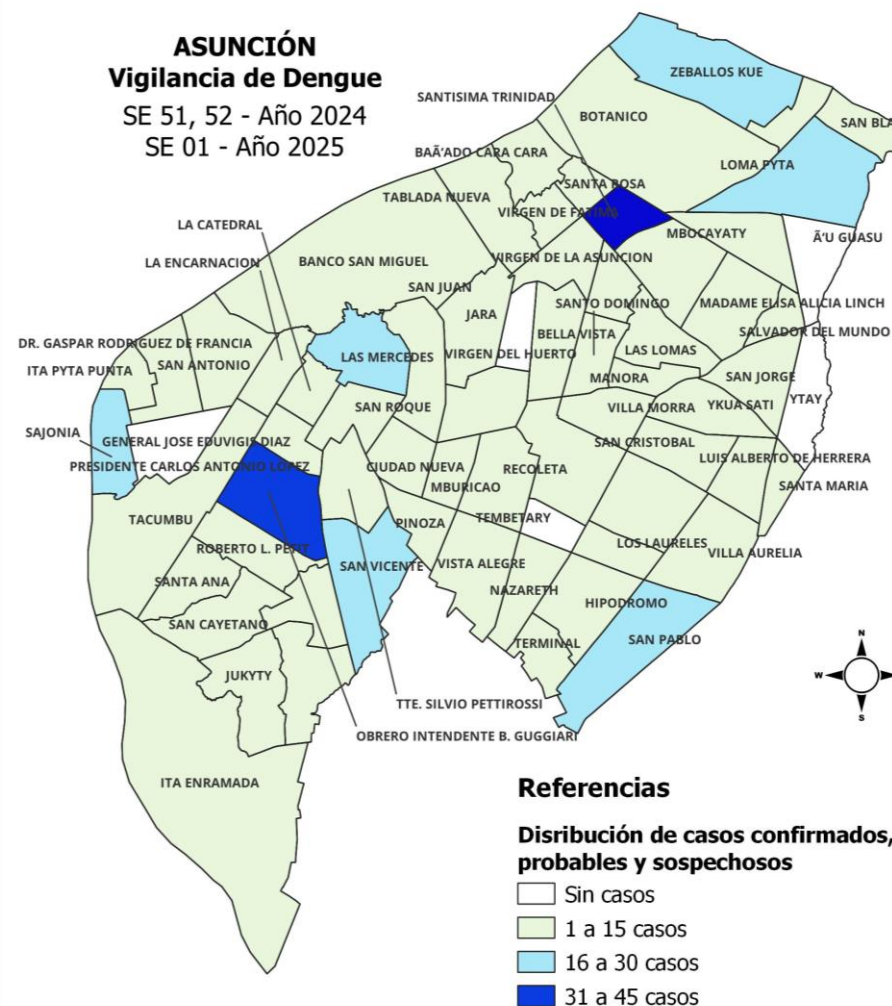 ASUNCIÓN
Vigilancia de Dengue
SE 51, 52 - Año 2024
SE 01 - Año 2025
ZEBALLOS KUE
SANTISIMA TRINIDAD
BOTANICO
SAN BLA
BAÃ'ADO CARA CARA
LOMA PYTA
SANTA ROSA
TABLADA NUEVA
VIRGEN DE FATIMA
LA CATEDRAL
MBOCAYATY
Ã'U GUASU
LA ENCARNACION
BANCO SAN MIGUEL
VIRGEN DE LA ASUNCION
SAN JUAN
SANTO DOMINGO
MADAME ELISA ALICIA LINCH
JARA
BELLA VISTA
SALVADOR DEL MUNDO
DR. GASPAR RODRIGUEZ DE FRANCIA
LAS MERCEDES
VIRGEN DEL HUERTO
LAS LOMAS
ITA PYTA PUNTA
SAN ANTONIO
MANORA
SAN JORGE
YTAY
SAN ROQUE
VILLA MORRA
YKUA SATI
SAJONIA
GENERAL JOSE EDUVIGIS DIAZ
SAN CRISTOBAL
PRESIDENTE CARLOS ANTONIO LOPEZ
CIUDAD NUEVA
RECOLETA
LUIS ALBERTO DE HERRERA
MBURICAO
SANTA MARIA
TACUMBU
PINOZA
TEMBETARY
ROBERTO L. PETIT
LOS LAURELES
VILLA AURELIA
SAN VICENTE
VISTA ALEGRE
SANTA ANA
NAZARETH
HIPODROMO
SAN CAYETANO
SAN PABLO
TERMINAL
JUKYTY
TTE. SILVIO PETTIROSSI
OBRERO INTENDENTE B. GUGGIARI
ITA ENRAMADA
N
W
S
Referencias
Disribución de casos confirmados,
probables y sospechosos
Sin casos
1 a 15 casos
16 a 30 casos
31 a 45 casos